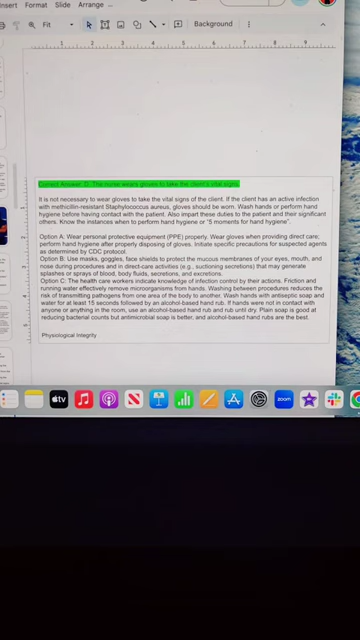 nsert Format Slide Arrange ...
Fit Background
1 2 3 4 5 6 7 8 9
Correct Answer: D. The nurse wears gloves to take the client's vital signs.
It is not necessary to wear gloves to take the vital signs of the client. If the client has an active infection
with methicillin-resistant Staphylococcus aureus, gloves should be worn. Wash hands or perform hand
hygiene before having contact with the patient. Also impart these duties to the patient and their significant
others. Know the instances when to perform hand hygiene or "5 moments for hand hygiene".
Option A: Wear personal protective equipment (PPE) properly. Wear gloves when providing direct care;
perform hand hygiene after properly disposing of gloves. Initiate specific precautions for suspected agents
as determined by CDC protocol.
Option B: Use masks, goggles, face shields to protect the mucous membranes of your eyes, mouth, and
nose during procedures and in direct-care activities (e.g., suctioning secretions) that may generate
splashes or sprays of blood, body fluids, secretions, and excretions.
Option C: The health care workers indicate knowledge of infection control by their actions. Friction and
running water effectively remove microorganisms from hands. Washing between procedures reduces the
risk of transmitting pathogens from one area of the body to another. Wash hands with antiseptic soap and
water for at least 15 seconds followed by an alcohol-based hand rub. If hands were not in contact with
anyone or anything in the room, use an alcohol-based hand rub and rub until dry. Plain soap is good at
reducing bacterial counts but antimicrobial soap is better, and alcohol-based hand rubs are the best.
Physiological Integrity
tv
zoom